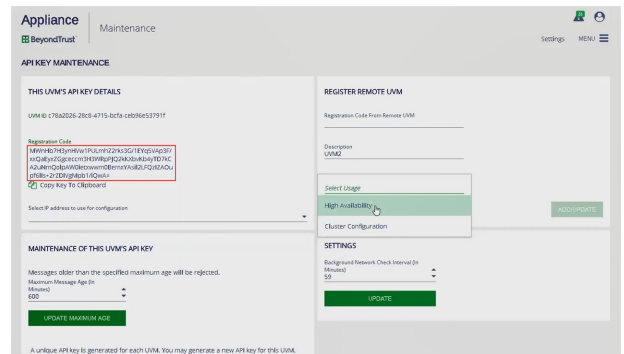 Appliance
BeyondTrust
Maintenance
Settings
MENU
API KEY MAINTENANCE
THIS UVM'S API KEY DETAILS
UVM ID c78a2026-28c8-4715-bcfa-ceb96e53791f
Registration Code
Copy Key To Clipboard
Select IP address to use for configuration
MAINTENANCE OF THIS UVM'S API KEY
Messages older than the specified maximum age will be rejected.
Maximum Message Age (In
Minutes)
600
UPDATE MAXIMUM AGE
A unique API key is generated for each UVM. You may generate a new API key for this UVM.
REGISTER REMOTE UVM
Registration Code From Remote UVM
Description
UVM2
Select Usage
High Availability
Cluster Configuration
ADD/UPDATE
SETTINGS
Background Network Check Interval (In
Minutes)
59
UPDATE